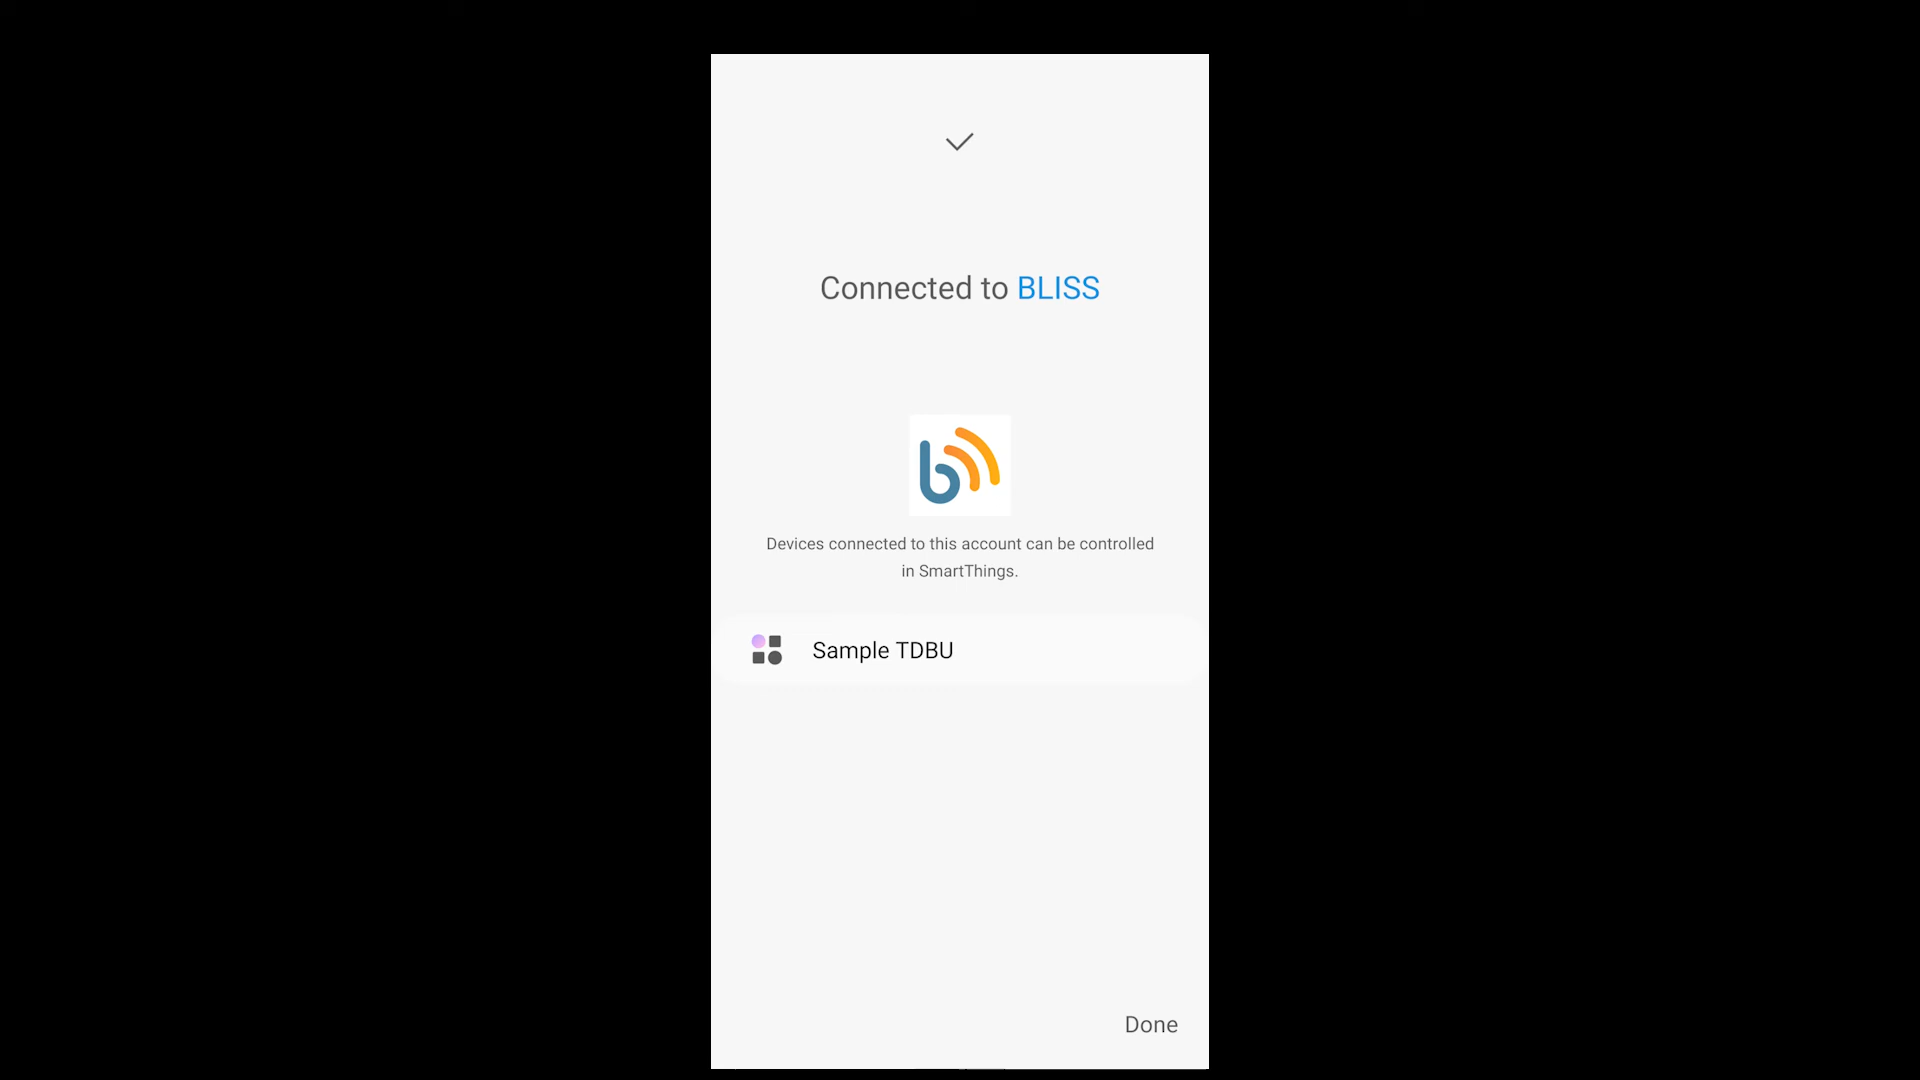 Connected to BLISS
Devices connected to this account can be controlled
in SmartThings.
Sample TDBU
Done